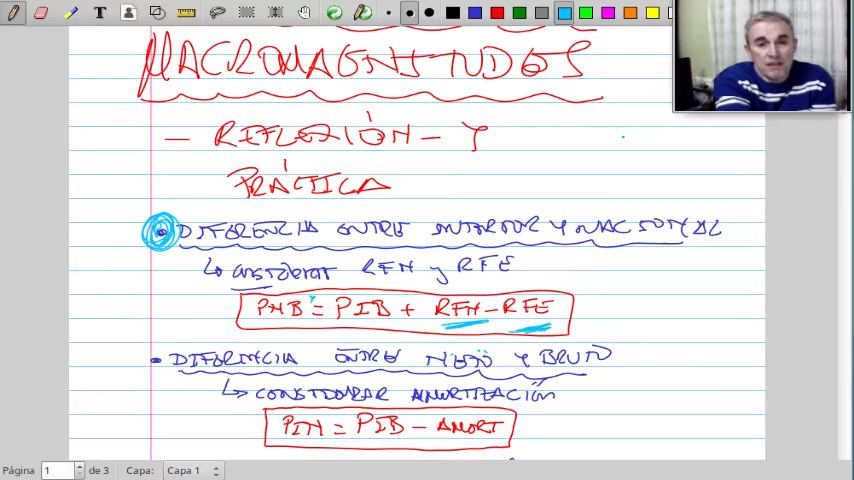 T
MACROMAGNITUDES
- REFLEXIÓN - Y
PRÁCTICA
• DIFERENCIA ENTRE INTERIOR Y NACIONAL
↳ CONSIDERAR RFN y RFE
PNB = PIB + RFN - RFE
• DIFERENCIA ENTRE NETO Y BRUTO
↳ CONSIDERAR AMORTIZACIÓN
PIN = PIB - AMORT
Página 1 de 3 Capa: Capa 1